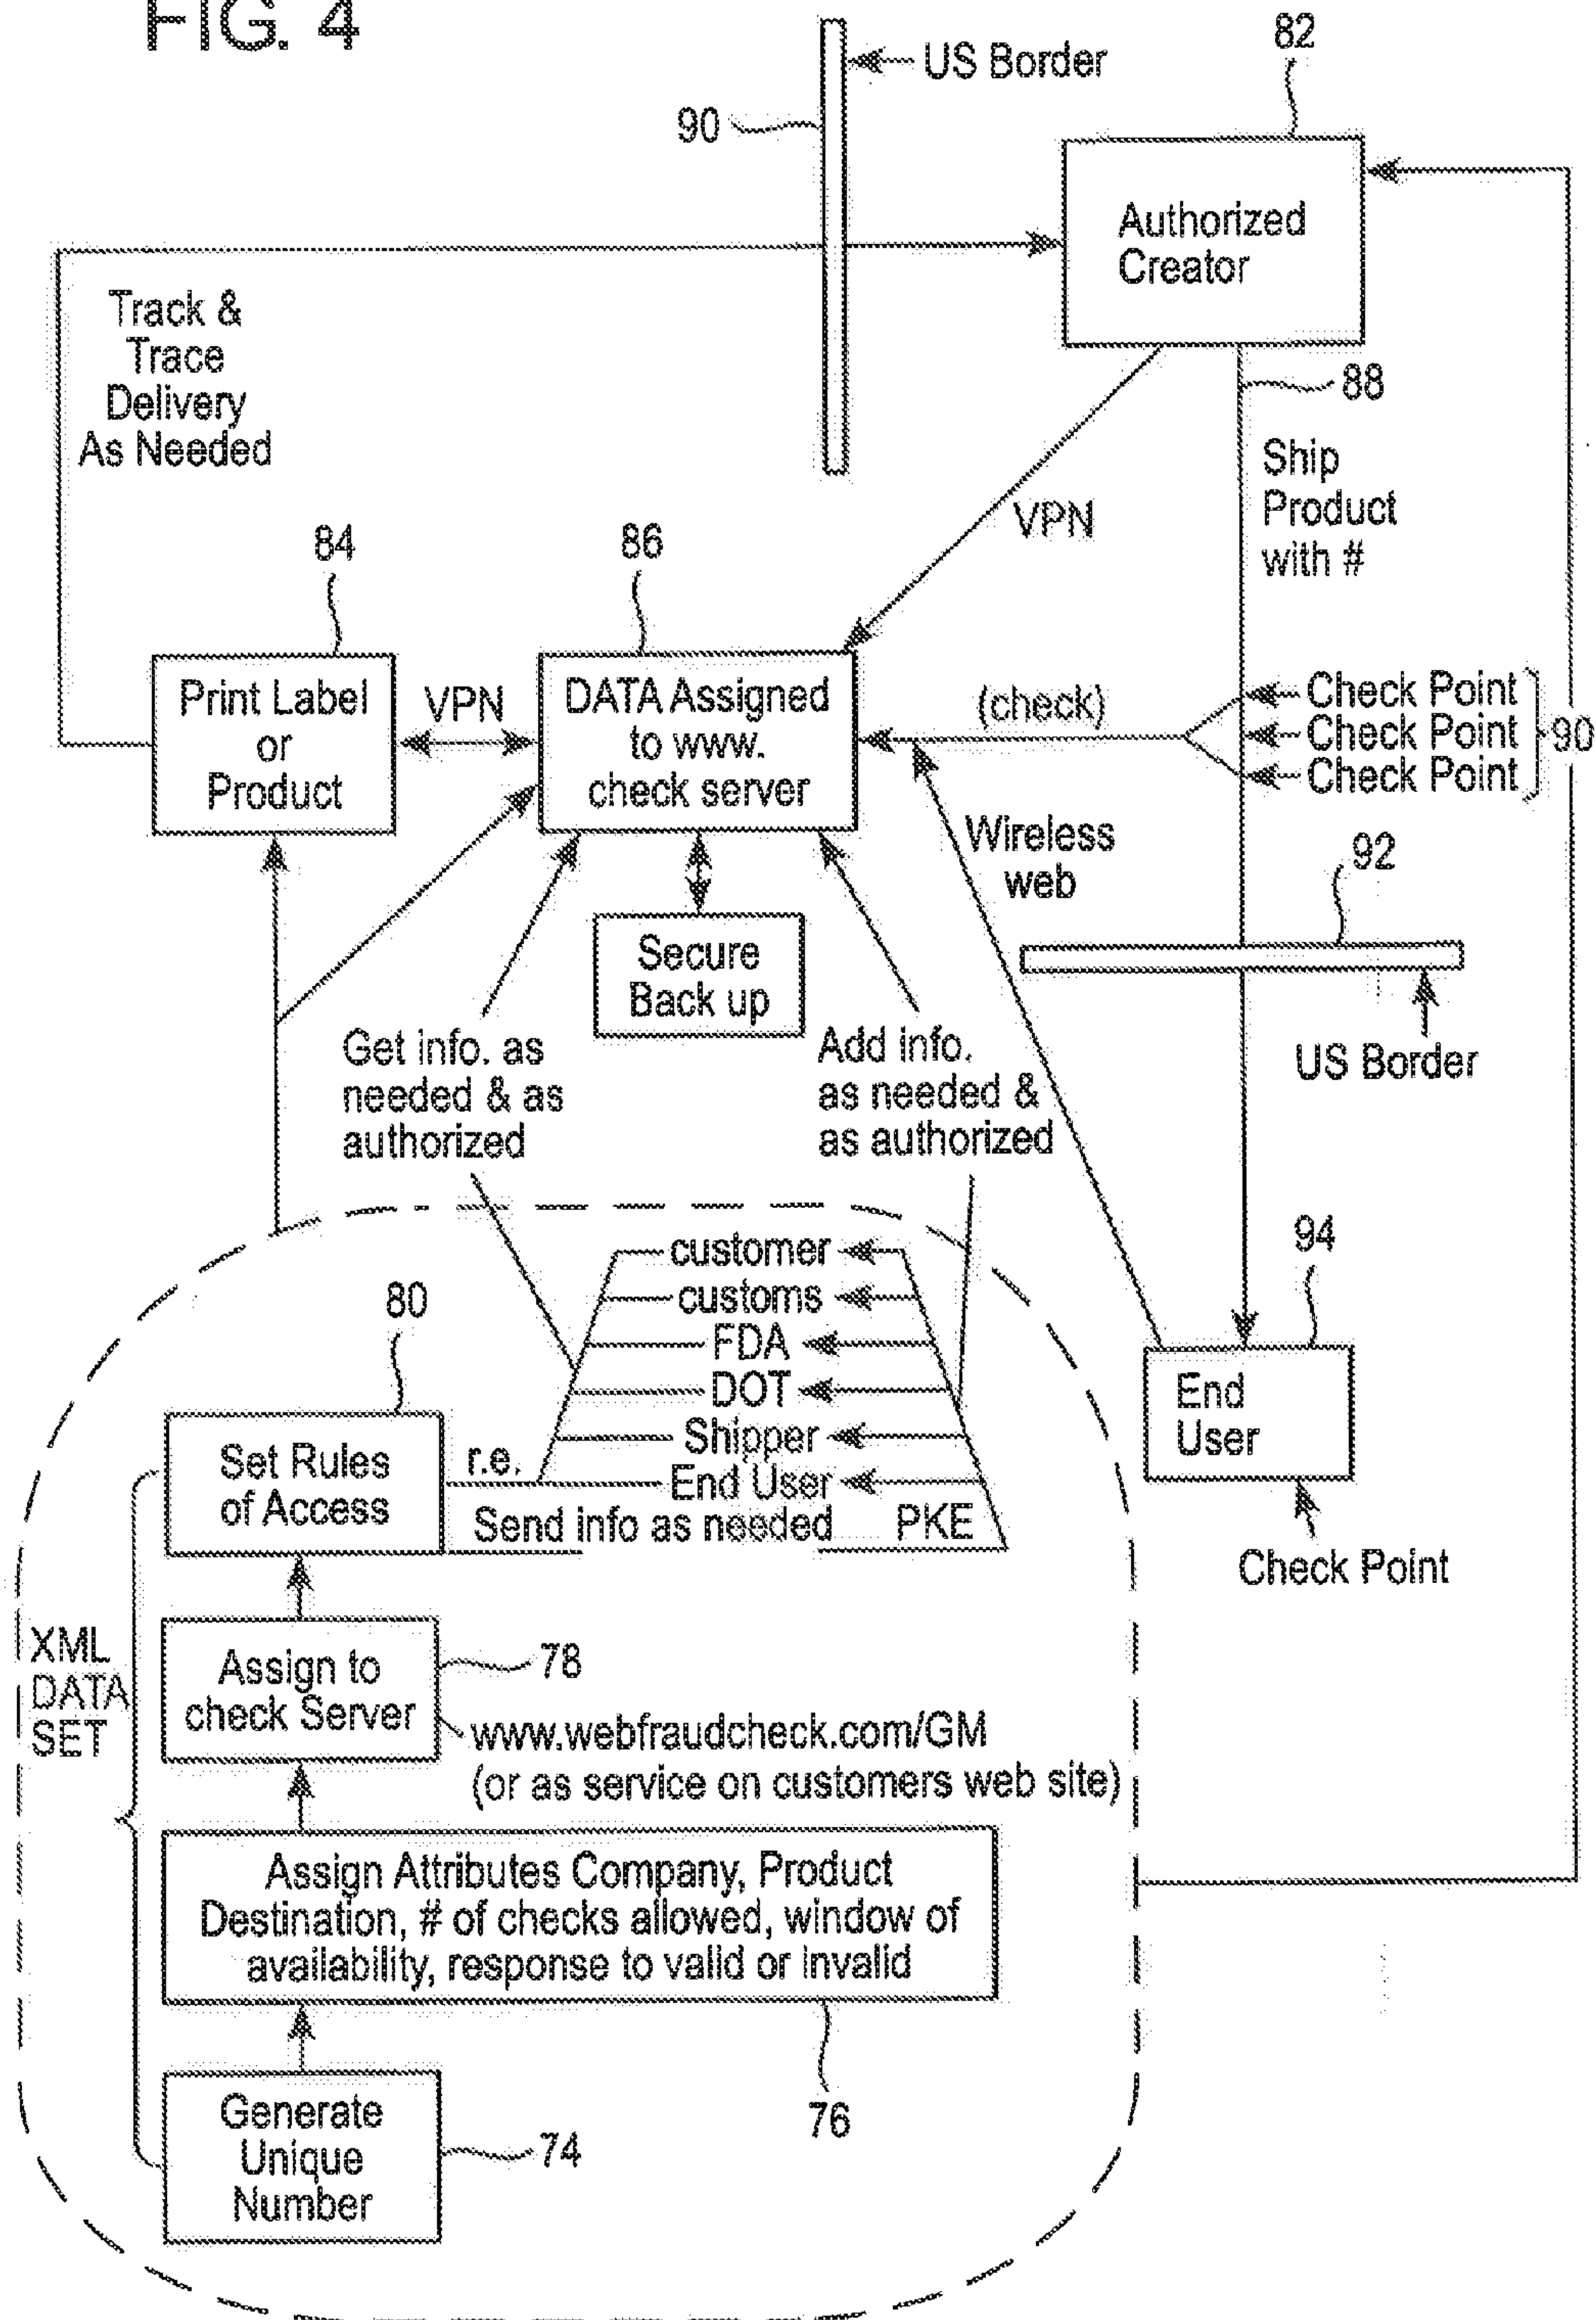 FIG. 4
82
US Border
90
Authorized
Creator
Track &
Trace
Delivery
As Needed
88
Ship
Product
with #
VPN
84
86
Print Label
or
Product
VPN
DATA Assigned
to www.
check server
(check)
Check Point
Check Point
Check Point
90
Wireless
web
92
Secure
Back up
US Border
Get info. as
needed & as
authorized
Add info.
as needed &
as authorized
94
End
User
Check Point
80
customer
customs
FDA
DOT
Shipper
End User
Set Rules
of Access
r.e.
Send info as needed
PKE
XML
DATA
SET
Assign to
check Server
78
www.webfraudcheck.com/GM
(or as service on customers web site)
Assign Attributes Company, Product
Destination, # of checks allowed, window of
availability, response to valid or invalid
76
Generate
Unique
Number
74